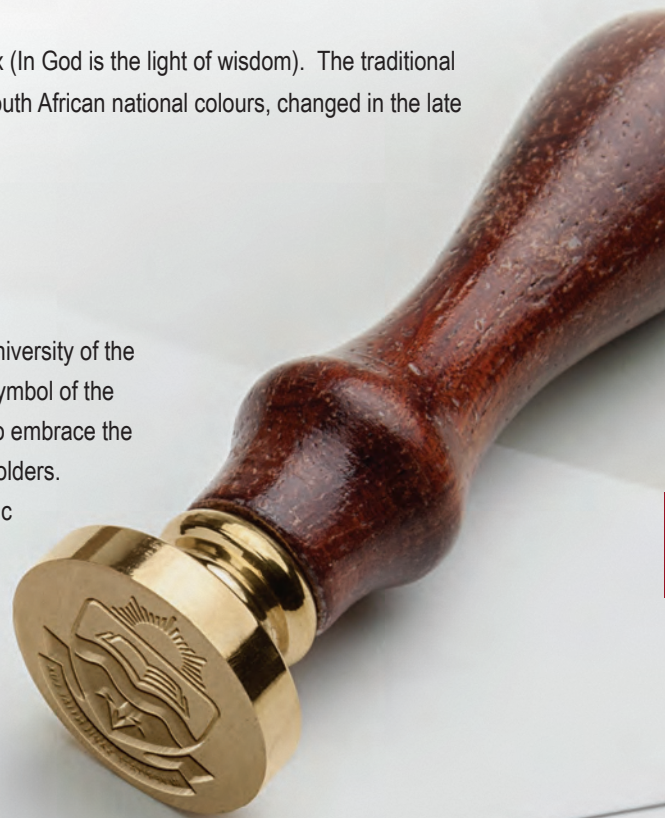 x (In God is the light of wisdom). The traditional
outh African national colours, changed in the late
niversity of the
ymbol of the
o embrace the
olders.
c